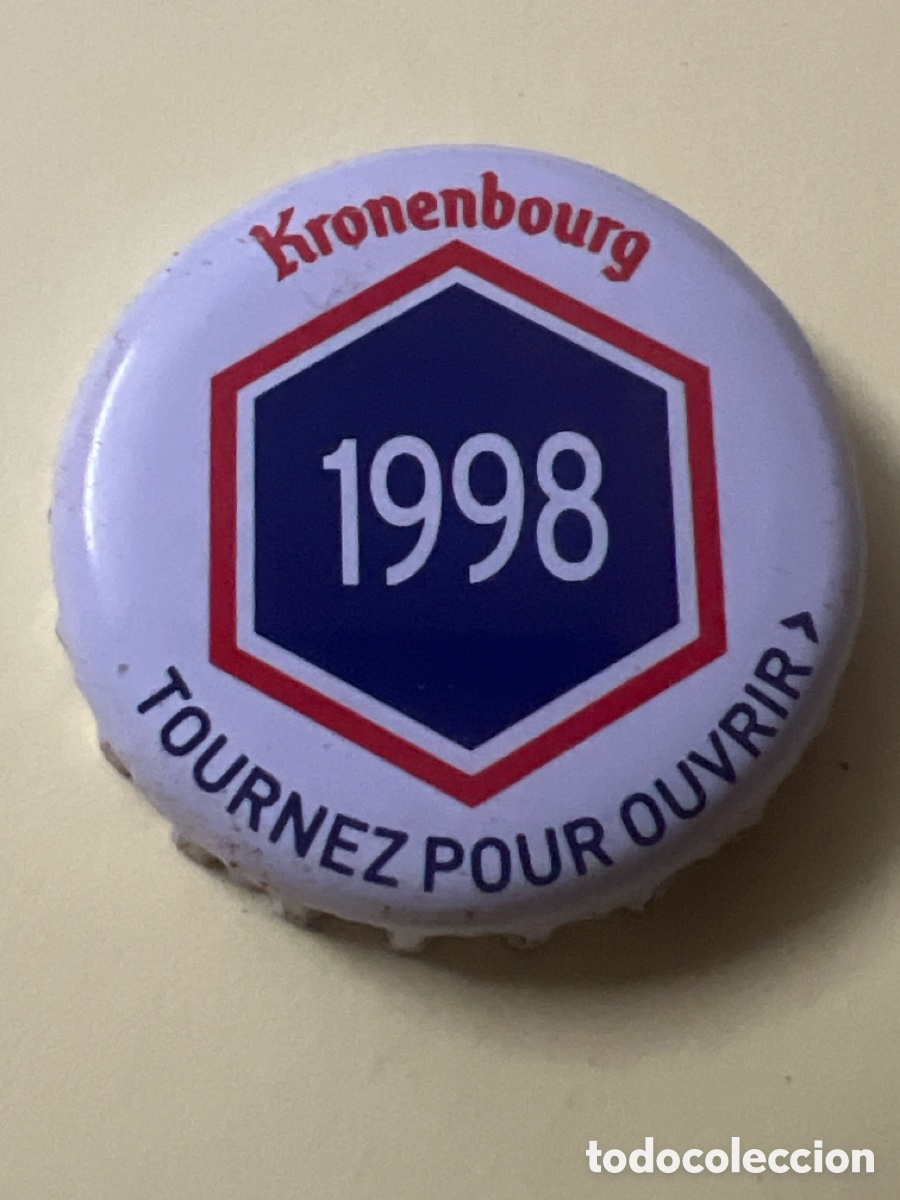 Kronenbourg
1998
TOURNEZ POUR OUVRIR >
todocoleccion